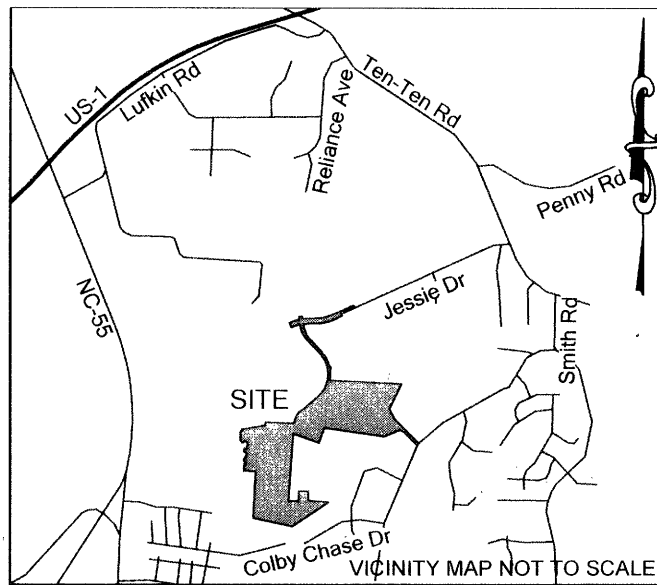 US-1
Lufkin Rd
Ten-Ten Rd
Reliance Ave
Penny Rd
NC-55
Jessie Dr
Smith Rd
SITE
Colby Chase Dr
VICINITY MAP NOT TO SCALE